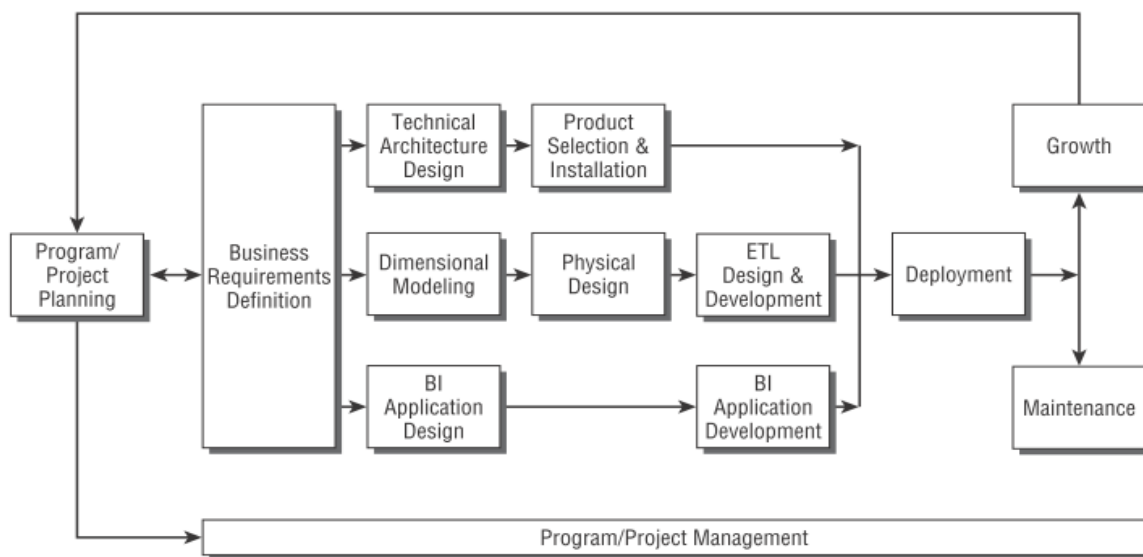 Technical
Architecture
Design
Product
Selection &
Installation
Growth
Program/
Project
Planning
Business
Requirements
Definition
Dimensional
Modeling
Physical
Design
ETL
Design &
Development
Deployment
BI
Application
Design
BI
Application
Development
Maintenance
Program/Project Management